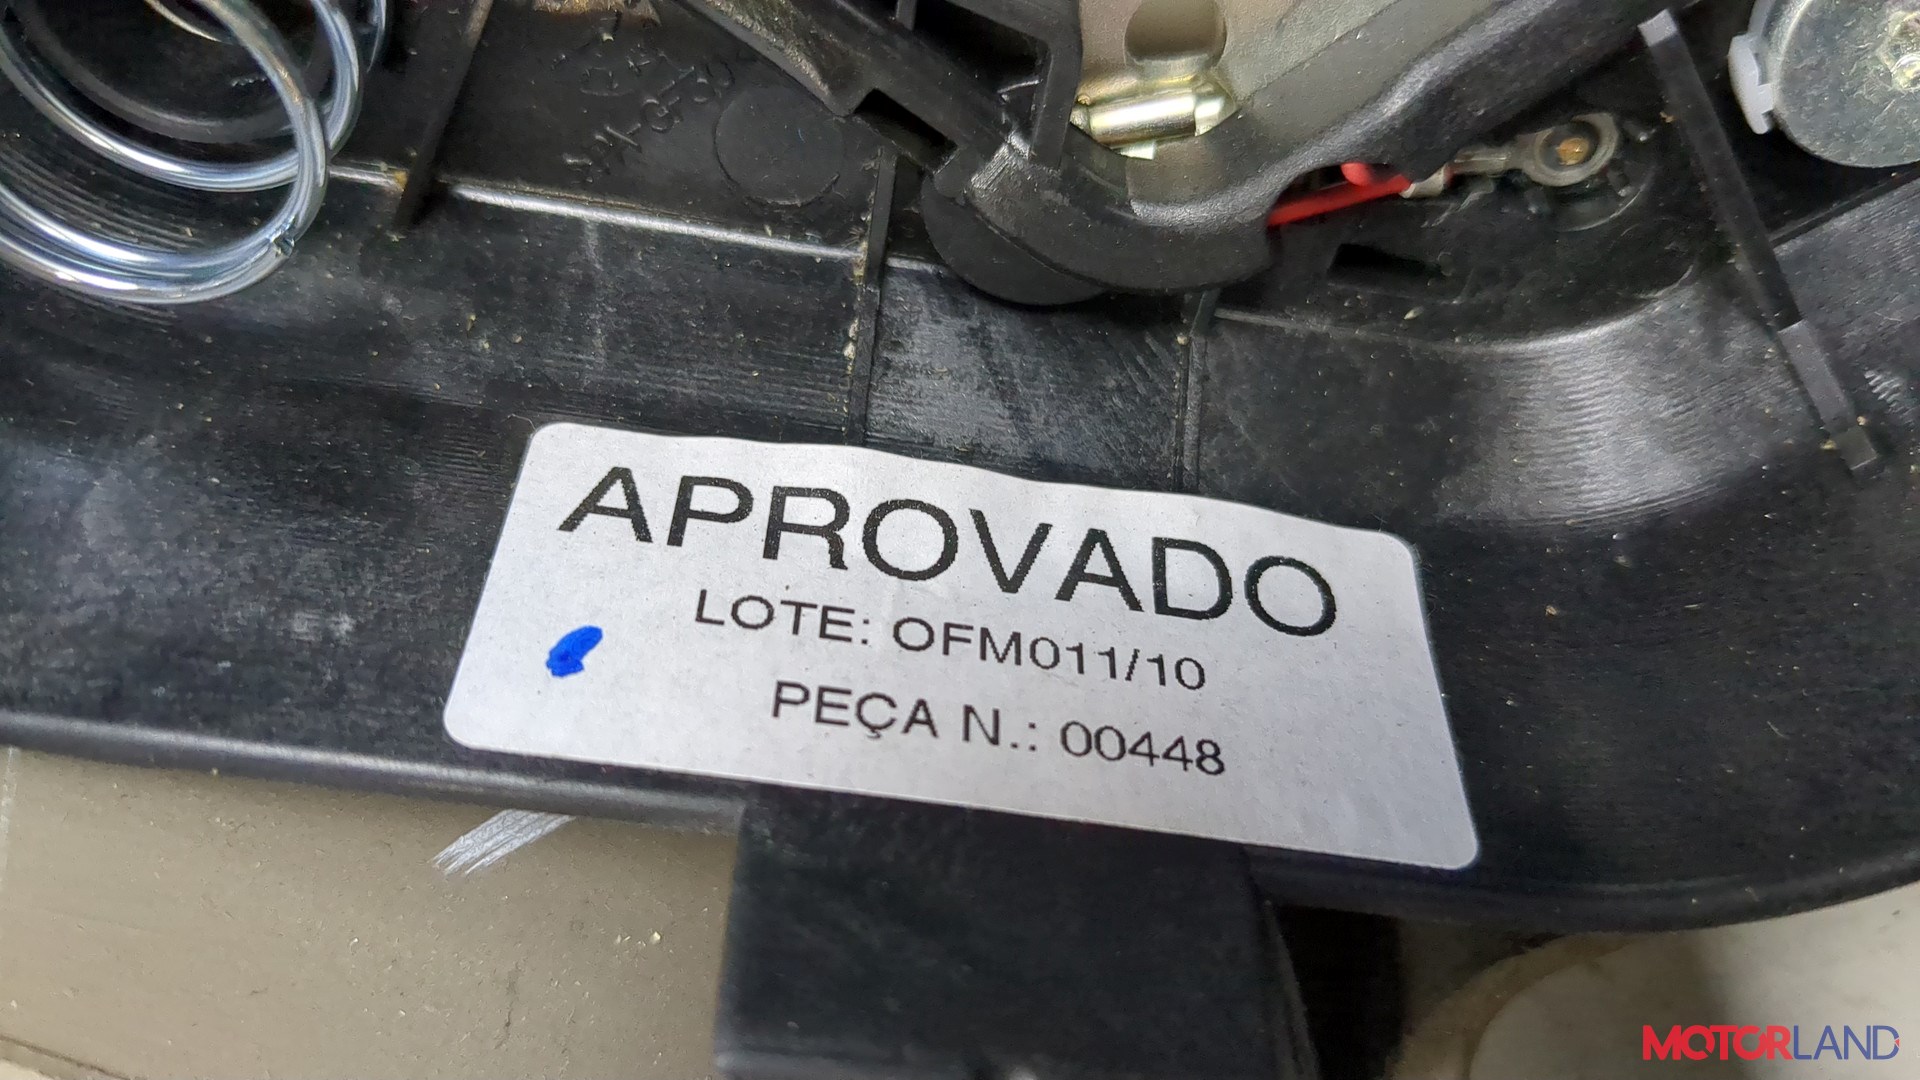 APROVADO
LOTE: OFM011/10
PEÇA N.: 00448
MOTORLAND